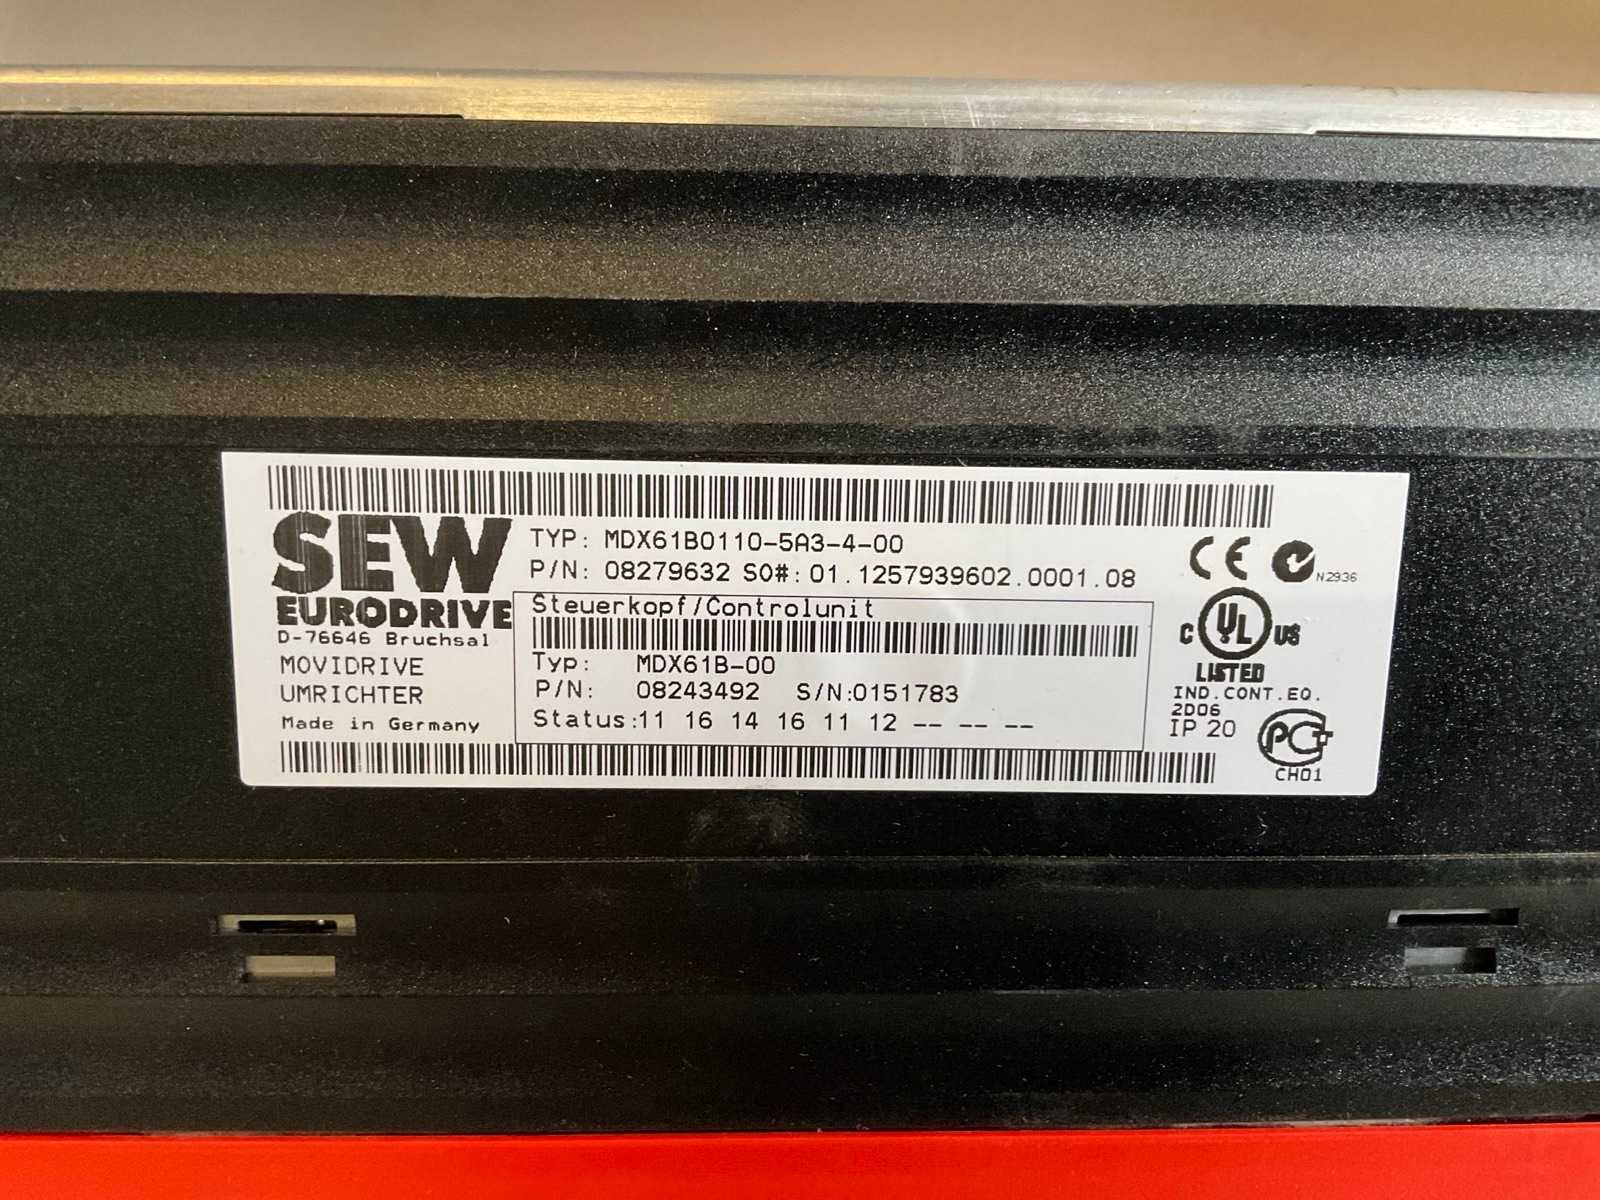 SEW
EURODRIVE
D-76646 Bruchsal
MOVIDRIVE
UMRICHTER
Made in Germany
TYP: MDX61B0110-5A3-4-00
P/N: 08279632 SO#: 01.1257939602.0001.08
Steuerkopf/Controlunit
Typ: MDX61B-00
P/N: 08243492 S/N:0151783
Status:11 16 14 16 11 12 -- -- --
CE N2936
C UL US
LISTED
IND.CONT.EQ.
2D06
IP 20
PCT
CH01